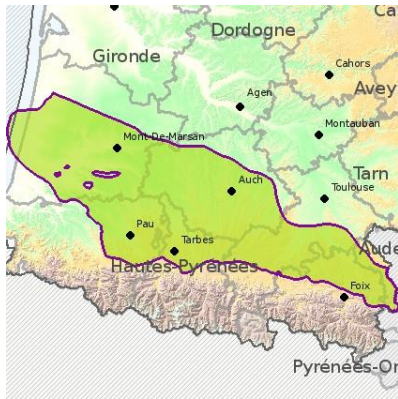 Ca
Dordogne
Gironde
Cahors
Avey
Agen
Montauban
Mont-De-Marsan
Tarn
Auch
Toulouse
Pau
Aude
Tarbes
Hautes-Pyrénées
Foix
Pyrénées-Or